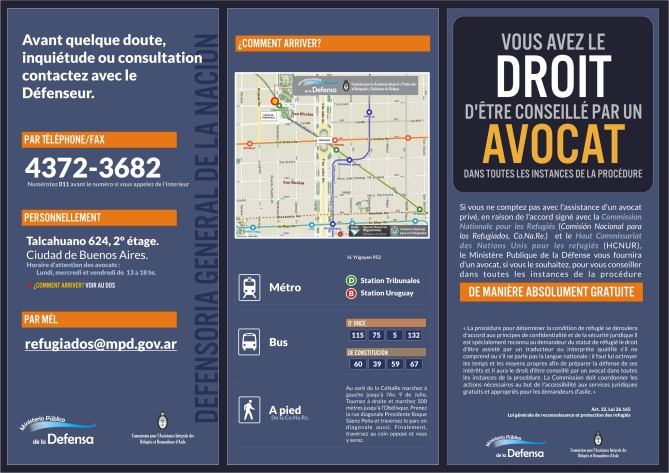 Avant quelque doute,
inquiétude ou consultation
contactez avec le
Défenseur.
PAR TÈLÉPHONE/FAX
4372-3682
Numérotez 011 avant le numéro si vous appelez de l'Interieur
PERSONNELLEMENT
Talcahuano 624, 2º étage.
Ciudad de Buenos Aires.
Horaire d'attention des avocats :
Lundi, mercredi et vendredi de 13 a 18 hs.
¿COMMENT ARRIVER? VOIR AU DOS
PAR MÈL
refugiados@mpd.gov.ar
Ministerio Público
de la Defensa
Comisión para la Asistencia Integral del
Refugiado y Peticionante de Refugio
DEFENSORIA GENERAL DE LA NACION
¿COMMENT ARRIVER?
H. Yrigoyen 952
Métro
D Station Tribunales
B Station Uruguay
Bus
D' ONCE
115 75 5 132
DE CONSTITUCIÓN
60 39 59 67
A pied
De la Co.Na.Re.
Au sorti de la CoNaRe marchez à
gauche jusqu'à l'Av. 9 de Julio.
Tournez à droite et marchez 500
mètres jusqu'à l'Obélisque. Prenez
la rue diagonale Presidente Roque
Sáenz Peña et traversez le parc en
diagonale aussi. Finalement,
traversez au coin opposé et vous
y serez.
VOUS AVEZ LE
DROIT
D'ÊTRE CONSEILLÉ PAR UN
AVOCAT
DANS TOUTES LES INSTANCES DE LA PROCÉDURE
Si vous ne comptez pas avec l'assistance d'un avocat
privé, en raison de l'accord signé avec la Commission
Nationale pour les Réfugiés (Comisión Nacional para
los Refugiados, Co.Na.Re.) et le Haut Commissariat
des Nations Unis pour les refugiés (HCNUR),
le Ministère Publique de la Défense vous fournira
d'un avocat, si vous le souhaitez, pour vous conseiller
dans toutes les instances de la procédure
DE MANIÈRE ABSOLUMENT GRATUITE
« La procédure pour déterminer la condition de réfugié se déroulera
d'accord aux principes de confidentialité et de la sécurité juridique il
est specialement reconu au demandeur du statut de refugié le droit
d'être assisté par un traducteur ou interprète qualifié s'il ne
comprend ou s'il ne parle pas la langue nationale ; il faut lui octroyer
les temps et les moyens propres afin de préparer la défense de ses
intérêts et il aura le droit d'être conseillé par un avocat dans toutes
les instances de la procédure. La Commission doit coordonner les
actions nécessaires au but de l'accessibilité aux services juridiques
gratuits et appropriés pour les demandeurs d'asile. »
Art. 32, Loi 26.165
Loi générale de reconnaissance et protection des réfugiés
Ministerio Público
de la Defensa